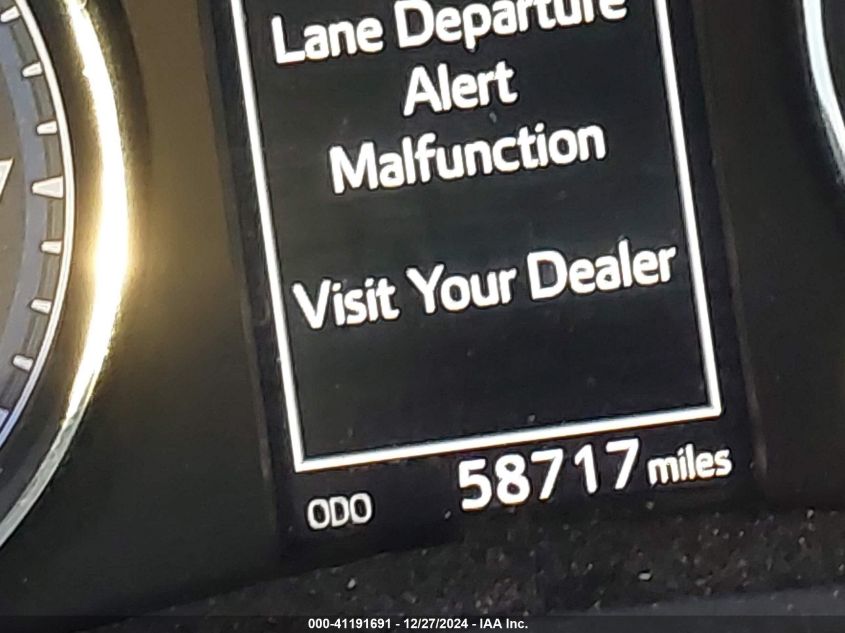 Lane Departure
Alert
Malfunction
Visit Your Dealer
ODO 58717 miles
000-41191691 - 12/27/2024 - IAA Inc.